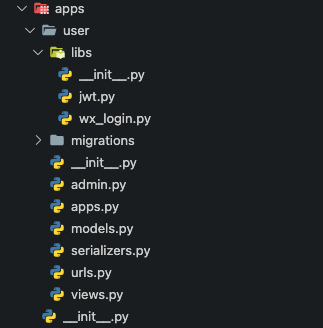 apps
user
libs
__init__.py
jwt.py
wx_login.py
migrations
__init__.py
admin.py
apps.py
models.py
serializers.py
urls.py
views.py
__init__.py